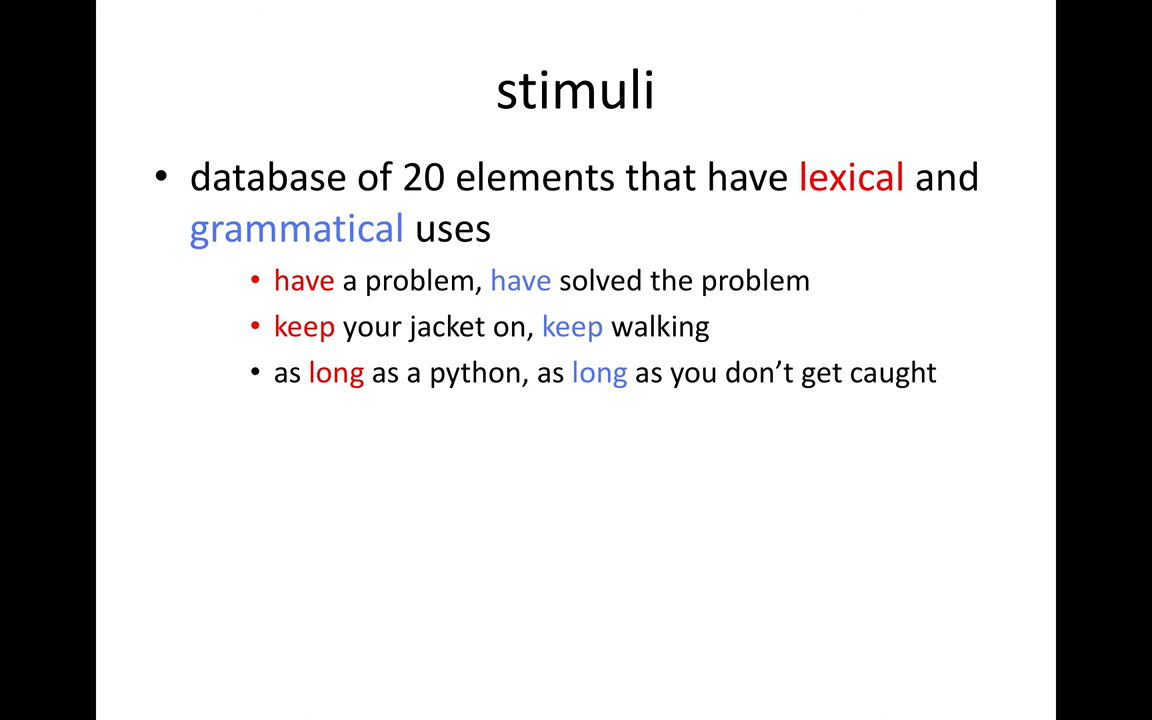 stimuli
• database of 20 elements that have lexical and
grammatical uses
• have a problem, have solved the problem
• keep your jacket on, keep walking
• as long as a python, as long as you don’t get caught